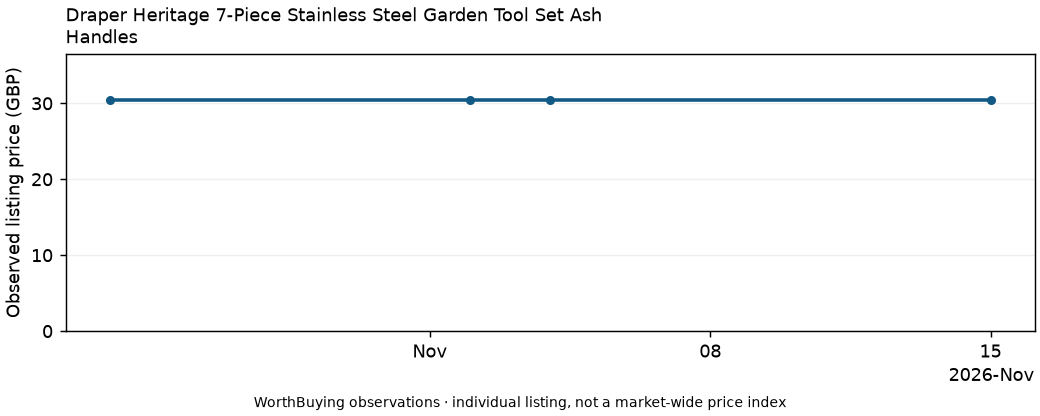 Draper Heritage 7-Piece Stainless Steel Garden Tool Set Ash
Handles
Observed listing price (GBP)
30
20
10
0
Nov
08
15
2026-Nov
WorthBuying observations · individual listing, not a market-wide price index